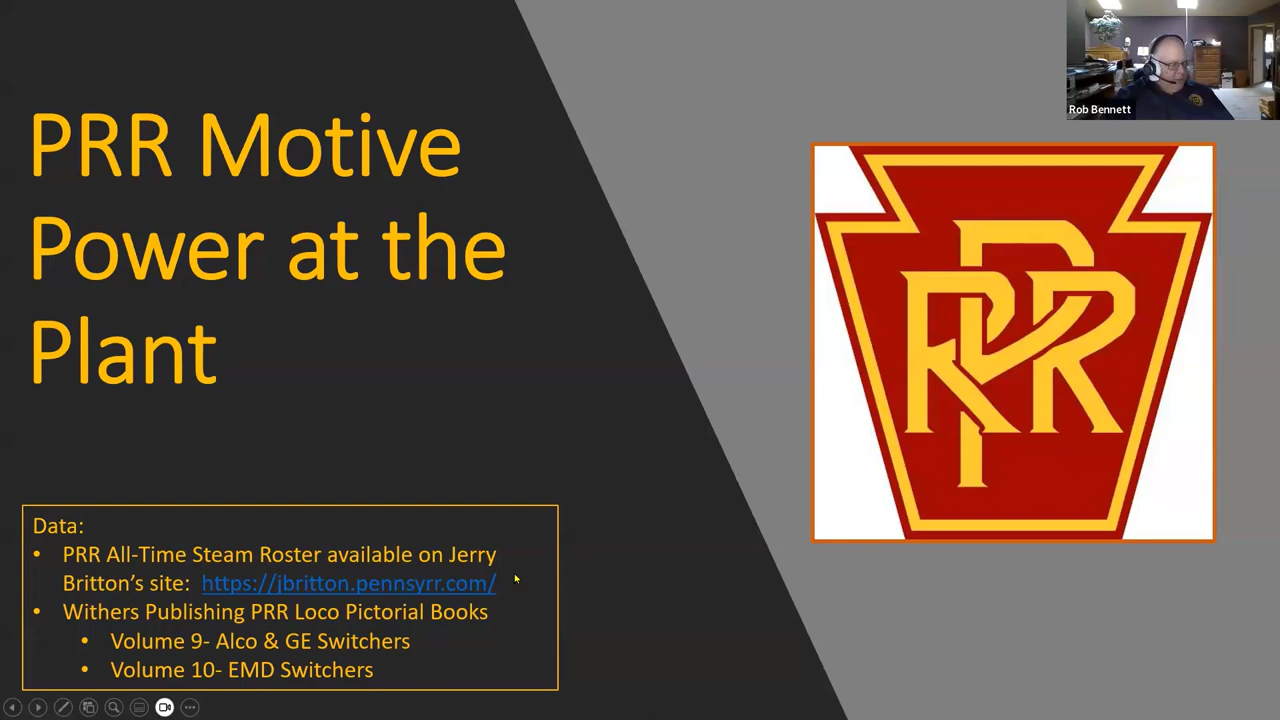 PRR Motive
Power at the
Plant
Rob Bennett
PRR
Data:
• PRR All-Time Steam Roster available on Jerry
Britton's site: https://jbritton.pennsyrr.com/
• Withers Publishing PRR Loco Pictorial Books
• Volume 9- Alco & GE Switchers
• Volume 10- EMD Switchers